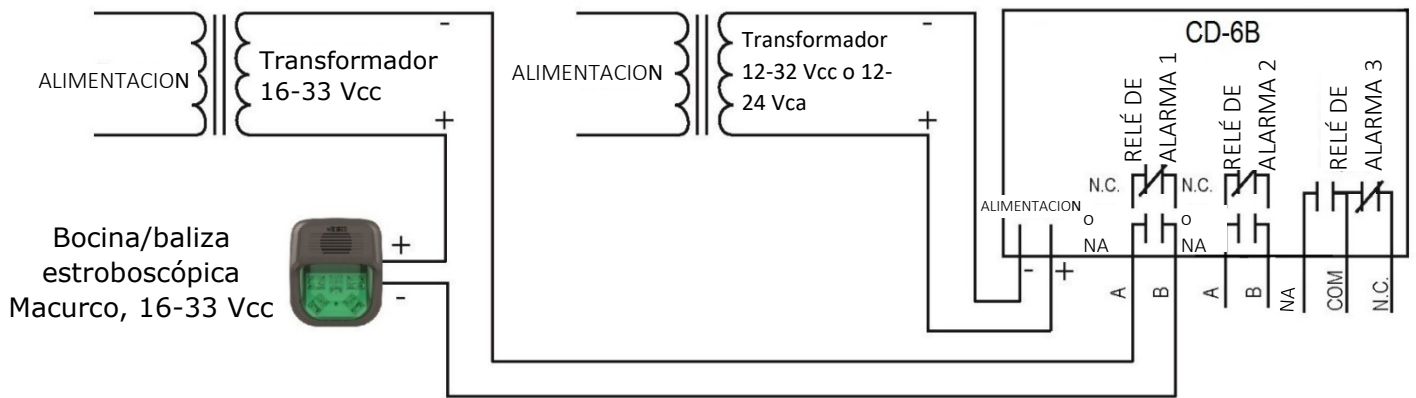 ALIMENTACION
Transformador
16-33 Vcc
-
+
ALIMENTACION
Transformador
12-32 Vcc o 12-
24 Vca
-
+
Bocina/baliza
estroboscópica
Macurco, 16-33 Vcc
+
-
CD-6B
RELÉ DE
ALARMA 1
RELÉ DE
ALARMA 2
RELÉ DE
ALARMA 3
N.C.
o
NA
N.C.
o
NA
ALIMENTACION
-
+
A
B
A
B
NA
COM
N.C.